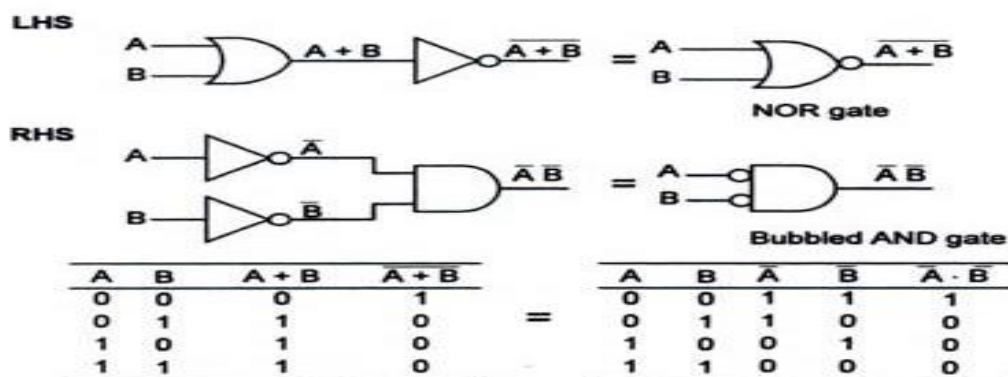 LHS
A
B
A + B
A̅ ̅+̅ ̅B̅
=
A
B
A̅ ̅+̅ ̅B̅
NOR gate
RHS
A
A̅
B
B̅
A̅ B̅
=
A
B
A̅ B̅
Bubbled AND gate
A B A + B A̅ ̅+̅ ̅B̅ A B A̅ B̅ A̅ · B̅
0 0 0 1 0 0 1 1 1
0 1 1 0 = 0 1 1 0 0
1 0 1 0 1 0 0 1 0
1 1 1 0 1 1 0 0 0